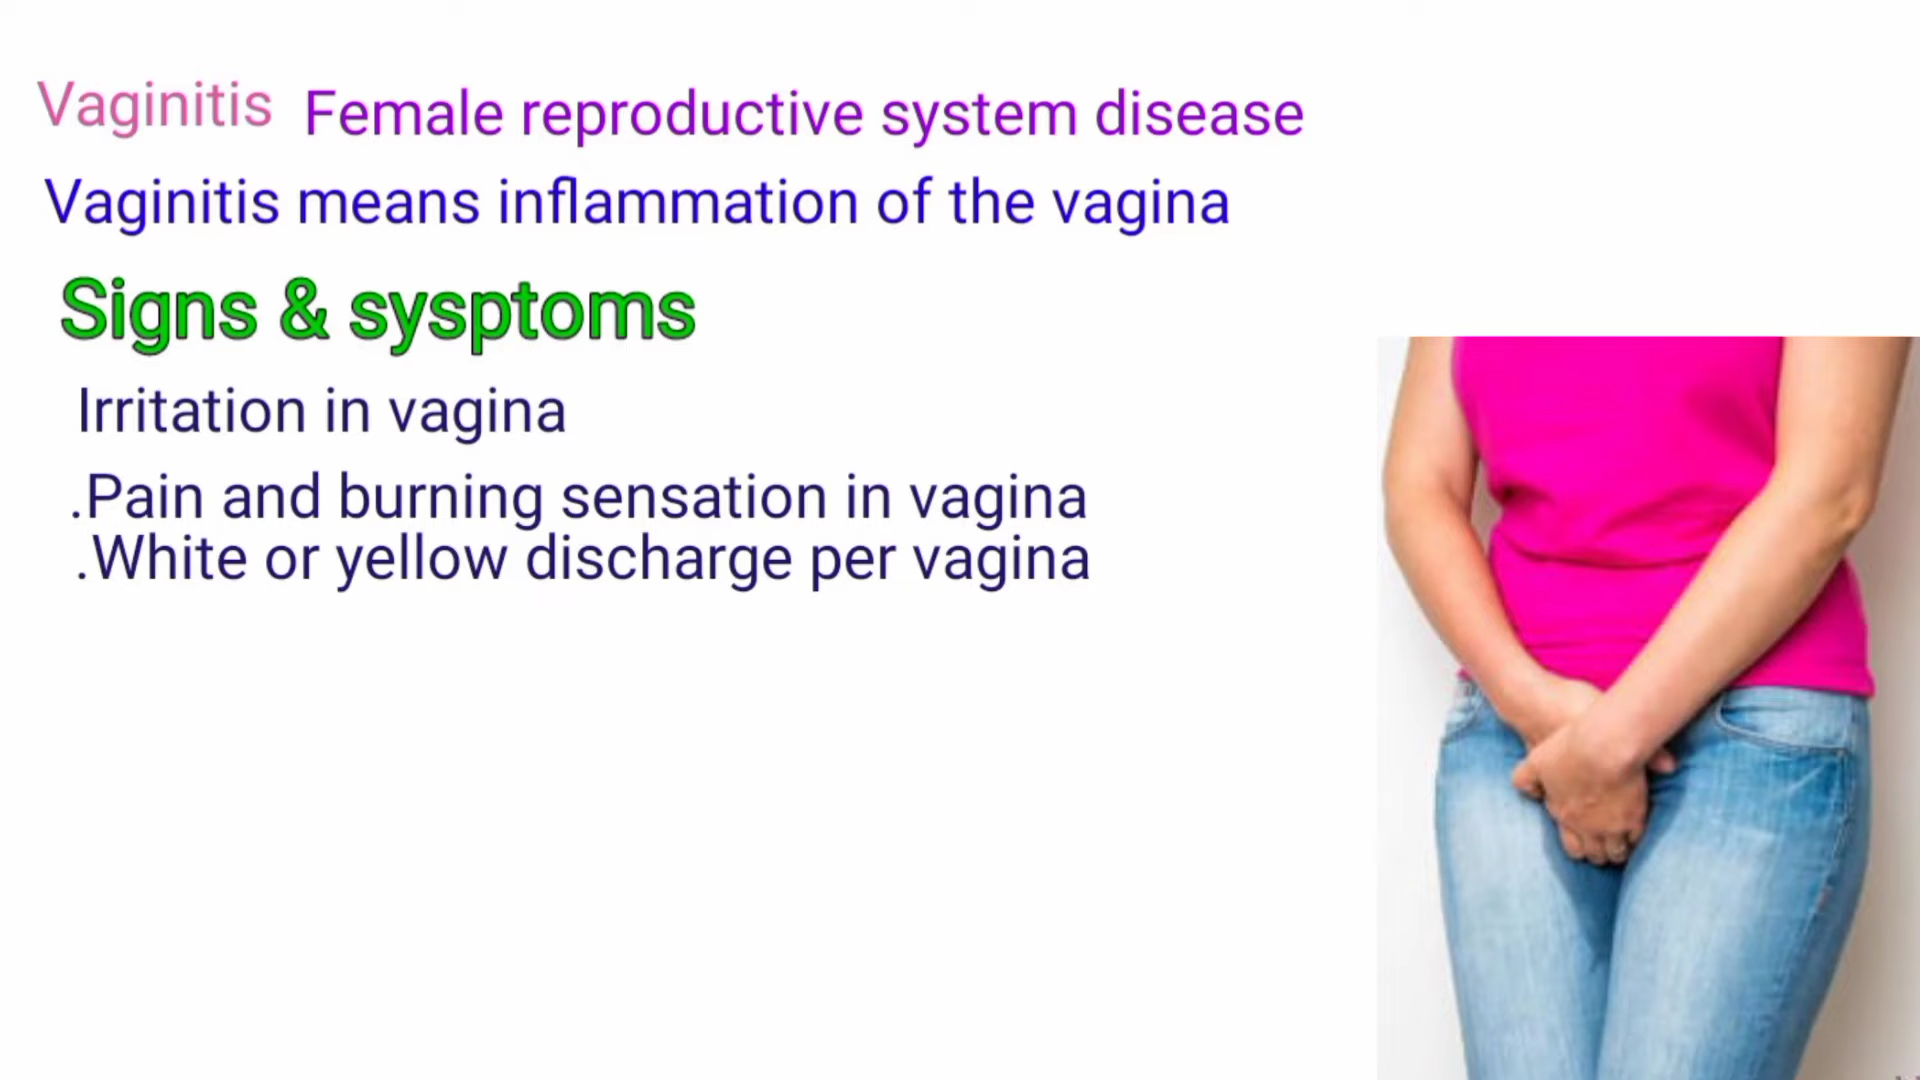 Vaginitis Female reproductive system disease
Vaginitis means inflammation of the vagina
Signs & sysptoms
Irritation in vagina
.Pain and burning sensation in vagina
.White or yellow discharge per vagina